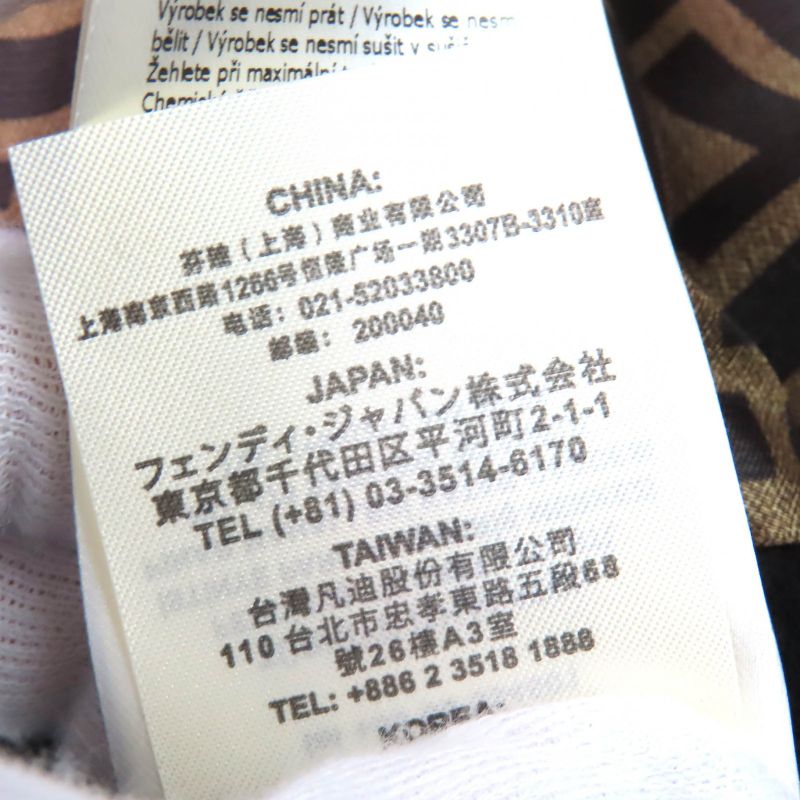 Výrobek se nesmí prát / Výrobek se nesmí
bělit / Výrobek se nesmí sušit v
Žehlete při maximální
CHINA:
芬迪（上海）商业有限公司
上海南京西路1266号恒隆广场一期3307B-3310室
电话: 021-52033800
邮编: 200040
JAPAN:
フェンディ・ジャパン株式会社
東京都千代田区平河町2-1-1
TEL (+81) 03-3514-6170
TAIWAN:
台灣凡迪股份有限公司
110 台北市忠孝東路五段68
號26樓A3室
TEL: +886 2 3518 1888
KOREA: